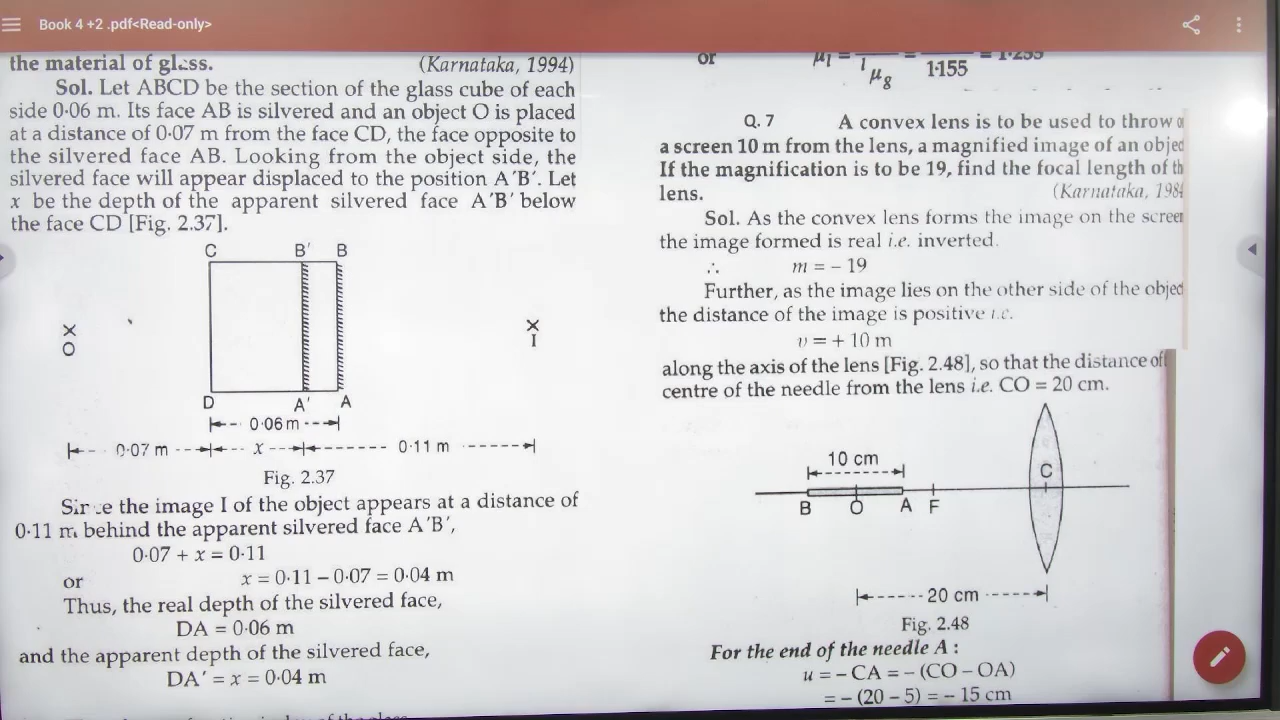 Book 4 +2 .pdf<Read-only>
the material of glass.
(Karnataka, 1994)
Sol. Let ABCD be the section of the glass cube of each
side 0·06 m. Its face AB is silvered and an object O is placed
at a distance of 0·07 m from the face CD, the face opposite to
the silvered face AB. Looking from the object side, the
silvered face will appear displaced to the position A′B′. Let
x be the depth of the apparent silvered face A′B′ below
the face CD [Fig. 2.37].
C B′ B
X
O
X
I
D A′ A
0·06 m
0·07 m x 0·11 m
Fig. 2.37
the image I of the object appears at a distance of
0·11 m behind the apparent silvered face A′B′,
0·07 + x = 0·11
or x = 0·11 – 0·07 = 0·04 m
Thus, the real depth of the silvered face,
DA = 0·06 m
and the apparent depth of the silvered face,
DA′ = x = 0·04 m
or
μg 1·155
Q. 7 A convex lens is to be used to throw
a screen 10 m from the lens, a magnified image of an objec
If the magnification is to be 19, find the focal length of th
lens.
(Karnataka, 198
Sol. As the convex lens forms the image on the screen
the image formed is real i.e. inverted.
∴ m = – 19
Further, as the image lies on the other side of the objec
the distance of the image is positive i.e.
v = + 10 m
along the axis of the lens [Fig. 2.48], so that the distance of
centre of the needle from the lens i.e. CO = 20 cm.
10 cm
C
B O A F
20 cm
Fig. 2.48
For the end of the needle A :
u = – CA = – (CO – OA)
= – (20 – 5) = – 15 cm